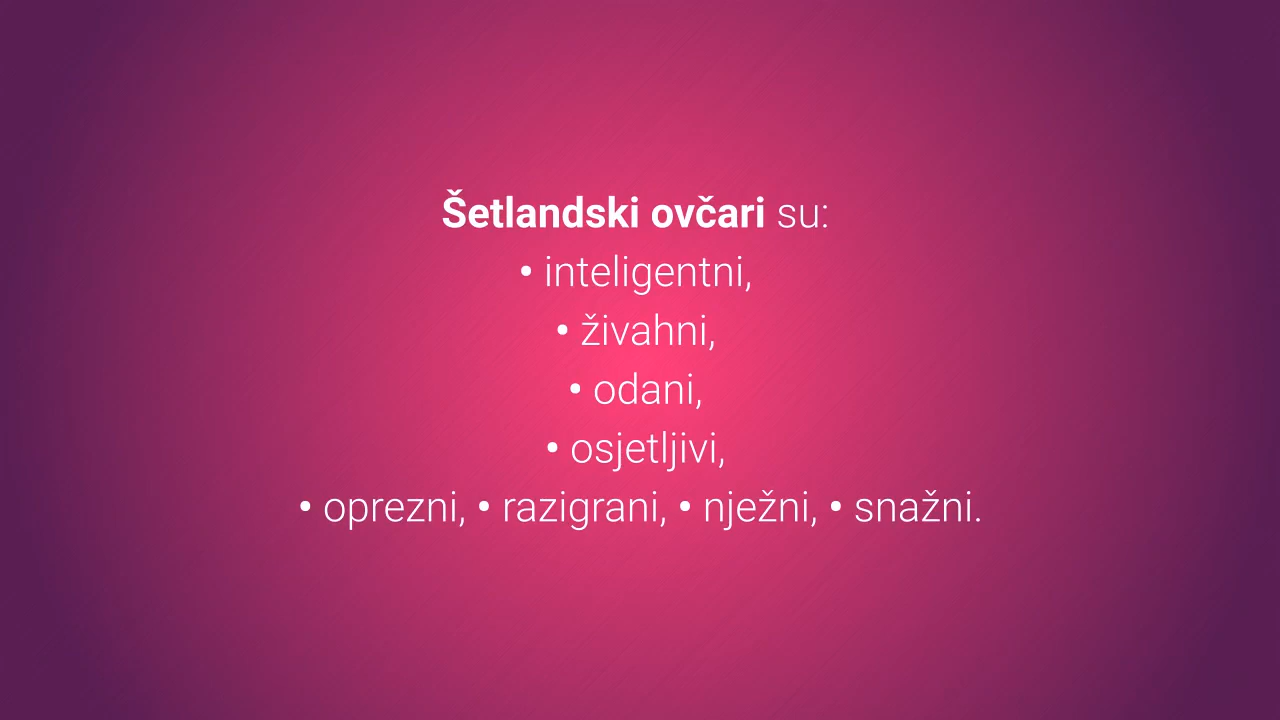 Šetlandski ovčari su:
• inteligentni,
• živahni,
• odani,
• osjetljivi,
• oprezni, • razigrani, • nježni, • snažni.